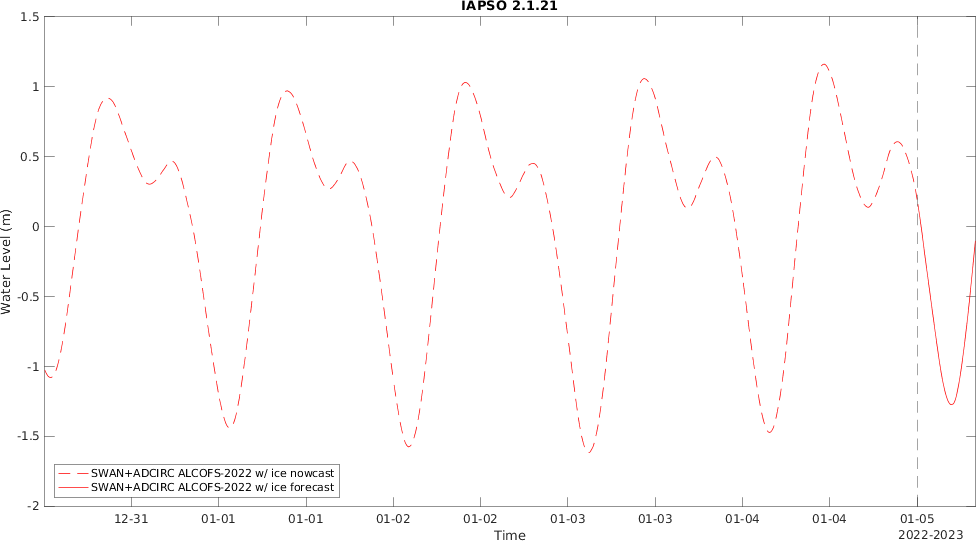 IAPSO 2.1.21
1.5
1
0.5
0
-0.5
-1
-1.5
-2
Water Level (m)
SWAN+ADCIRC ALCOFS-2022 w/ ice nowcast
SWAN+ADCIRC ALCOFS-2022 w/ ice forecast
12-31 01-01 01-01 01-02 01-02 01-03 01-03 01-04 01-04 01-05
Time
2022-2023